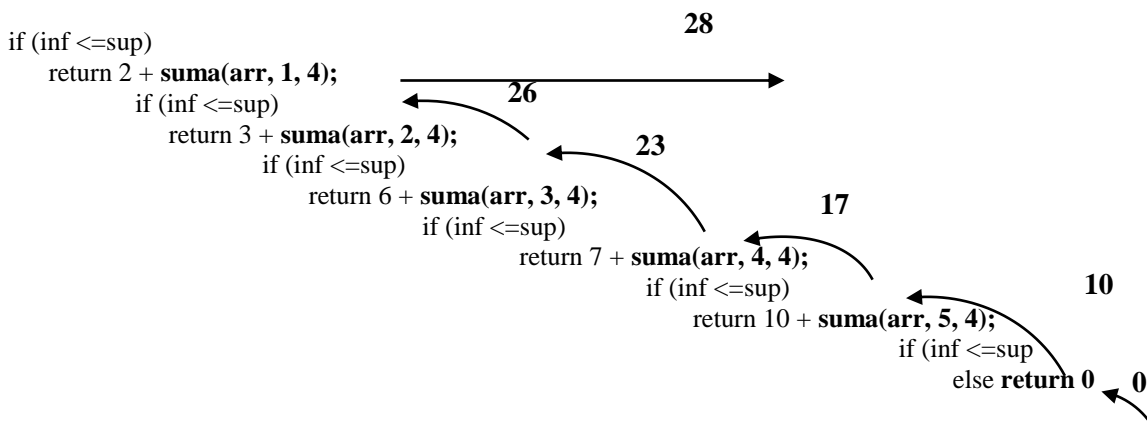 28
if (inf <=sup)
return 2 + suma(arr, 1, 4);
26
if (inf <=sup)
return 3 + suma(arr, 2, 4);
23
if (inf <=sup)
return 6 + suma(arr, 3, 4);
17
if (inf <=sup)
return 7 + suma(arr, 4, 4);
10
if (inf <=sup)
return 10 + suma(arr, 5, 4);
if (inf <=sup
else return 0
0